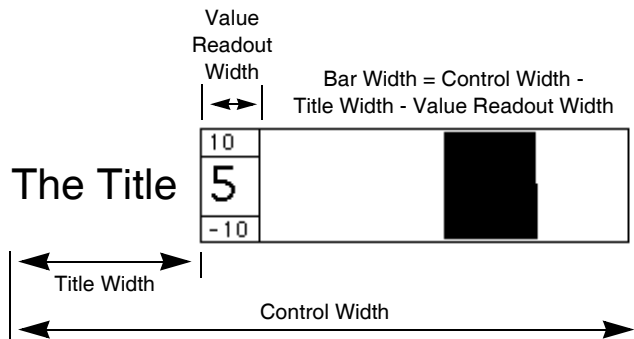 Value
Readout
Width
Bar Width = Control Width -
Title Width - Value Readout Width
10
The Title
5
-10
Title Width
Control Width